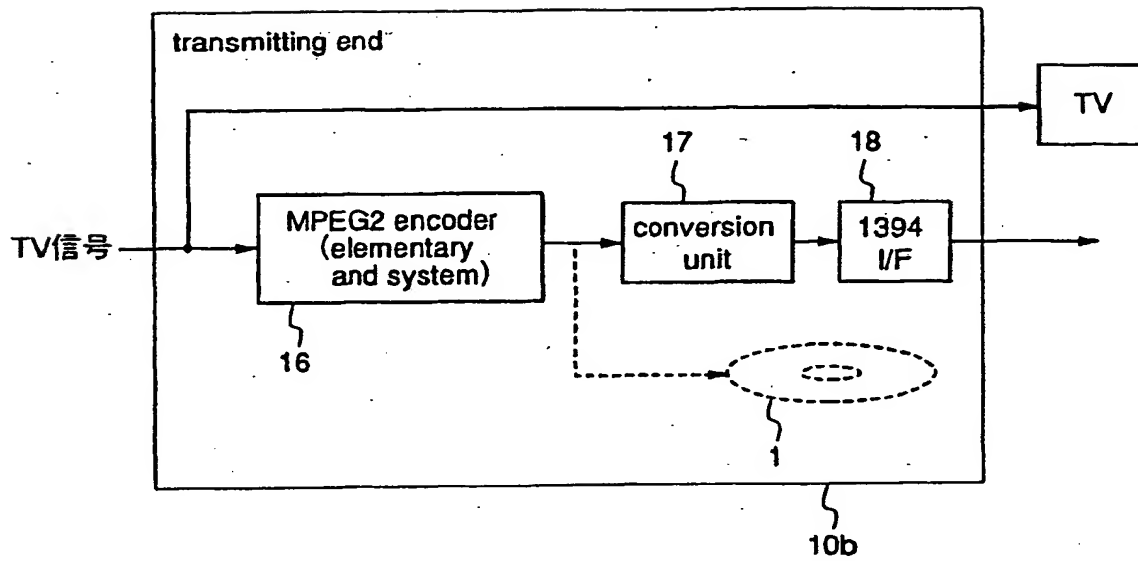 transmitting end
TV
17
18
MPEG2 encoder
(elementary
and system)
conversion
unit
1394
I/F
TV信号
16
1
10b